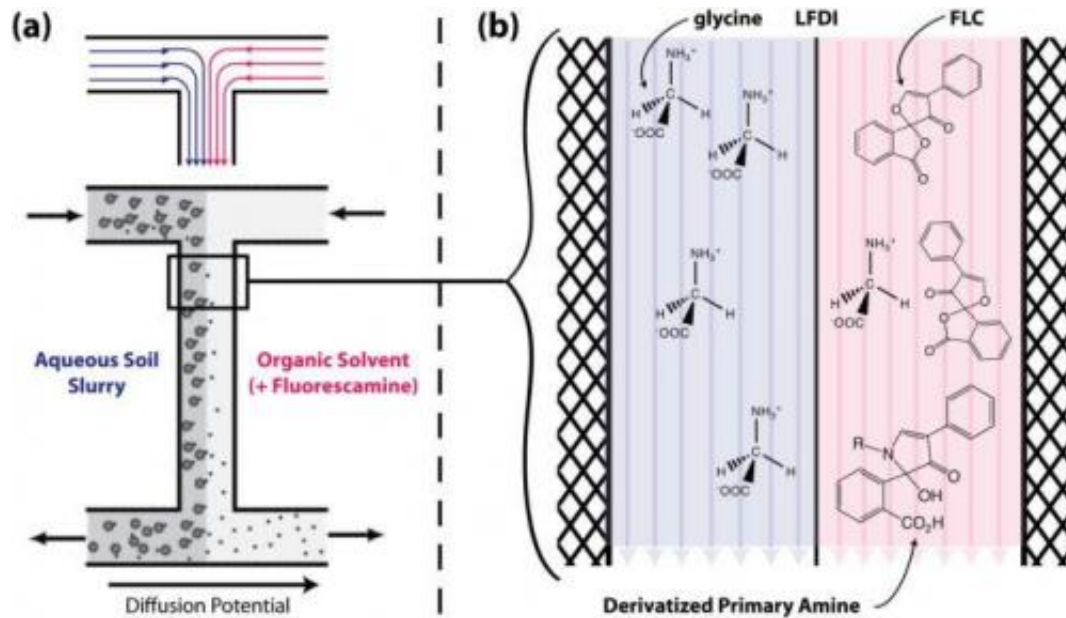 (a)
Aqueous Soil
Slurry
Organic Solvent
(+ Fluorescamine)
Diffusion Potential
(b)
glycine
LFDI
FLC
NH₃⁺
C
H
H
⁻OOC
NH₃⁺
C
H
H
⁻OOC
O
O
O
O
NH₃⁺
C
H
H
⁻OOC
NH₃⁺
C
H
H
⁻OOC
O
O
O
O
NH₃⁺
C
H
H
⁻OOC
R
N
O
OH
CO₂H
Derivatized Primary Amine